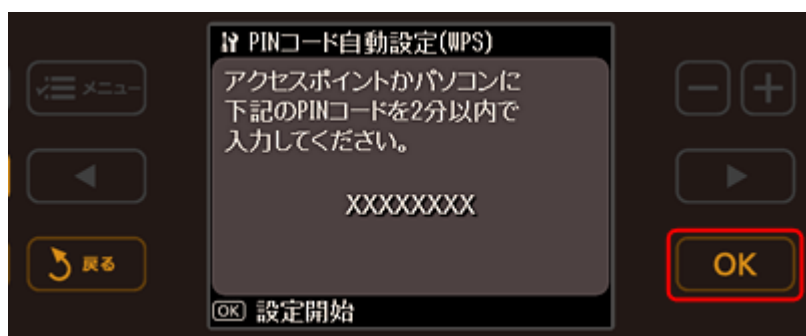 PINコード自動設定(WPS)
メニュー
アクセスポイントかパソコンに
下記のPINコードを2分以内で
入力してください。
XXXXXXXX
戻る
OK
OK 設定開始